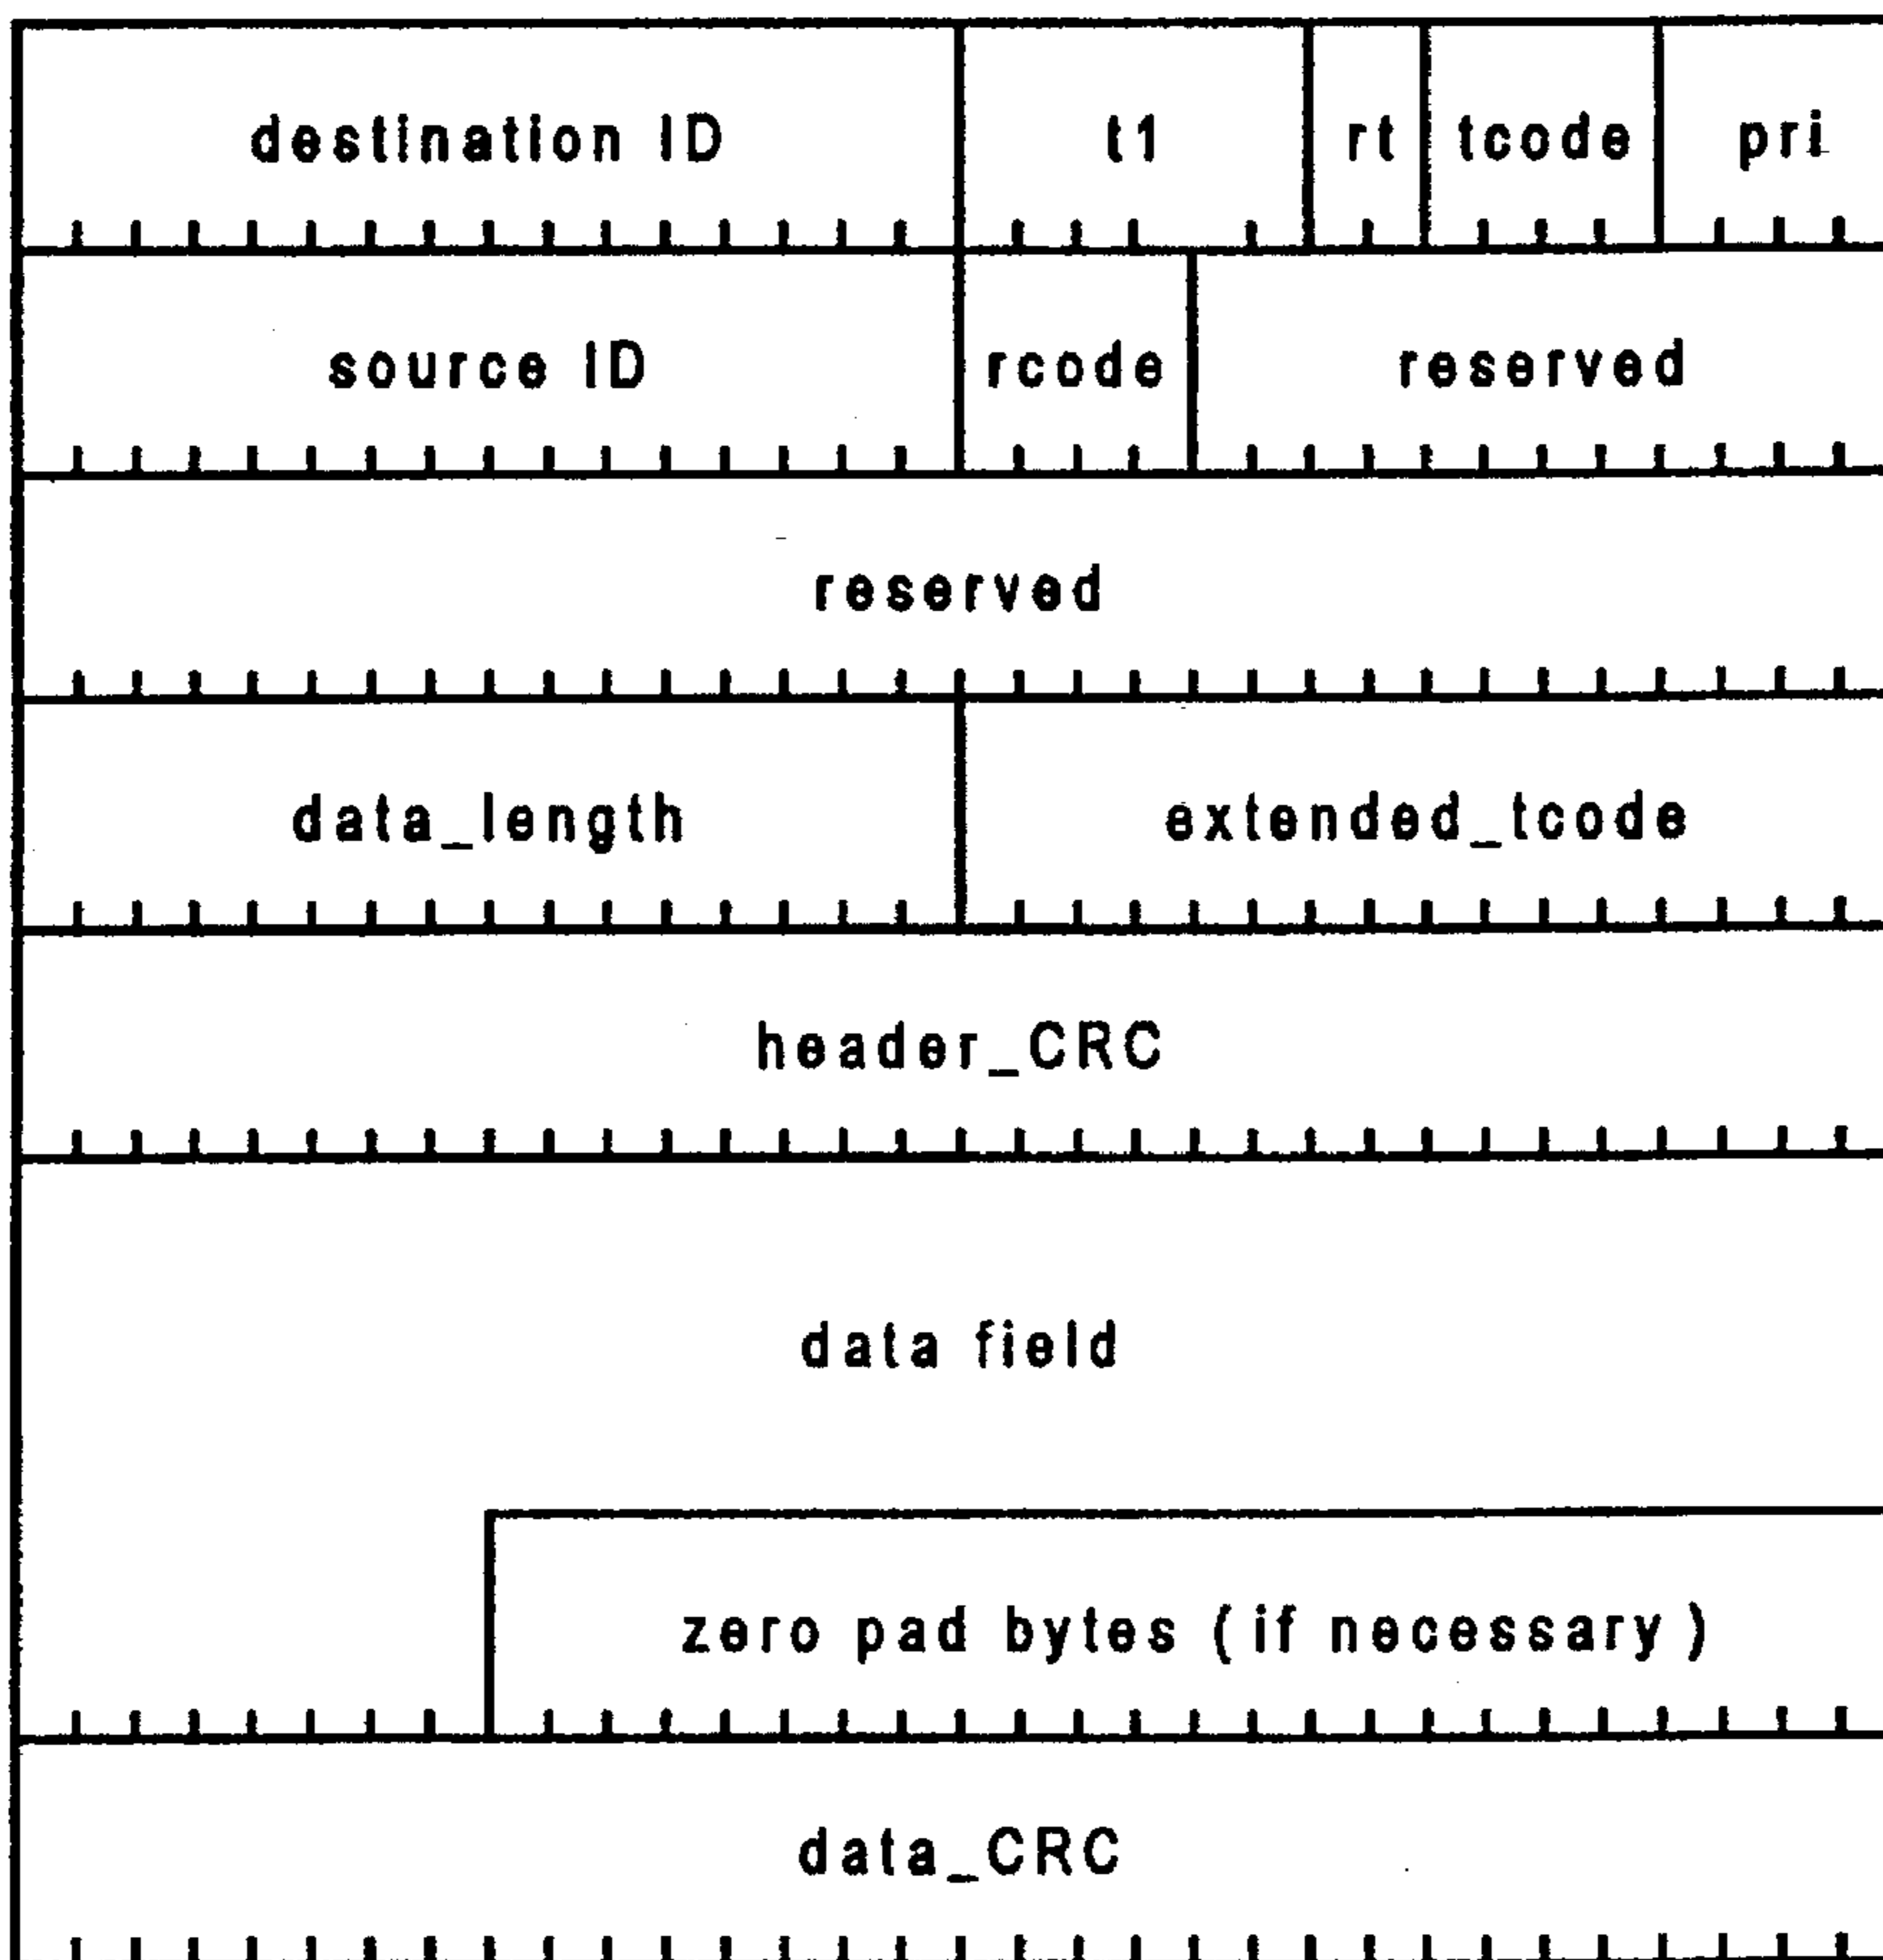 destination ID t1 rt tcode pri
source ID rcode reserved
reserved
data_length extended_tcode
header_CRC
data field
zero pad bytes (if necessary)
data_CRC